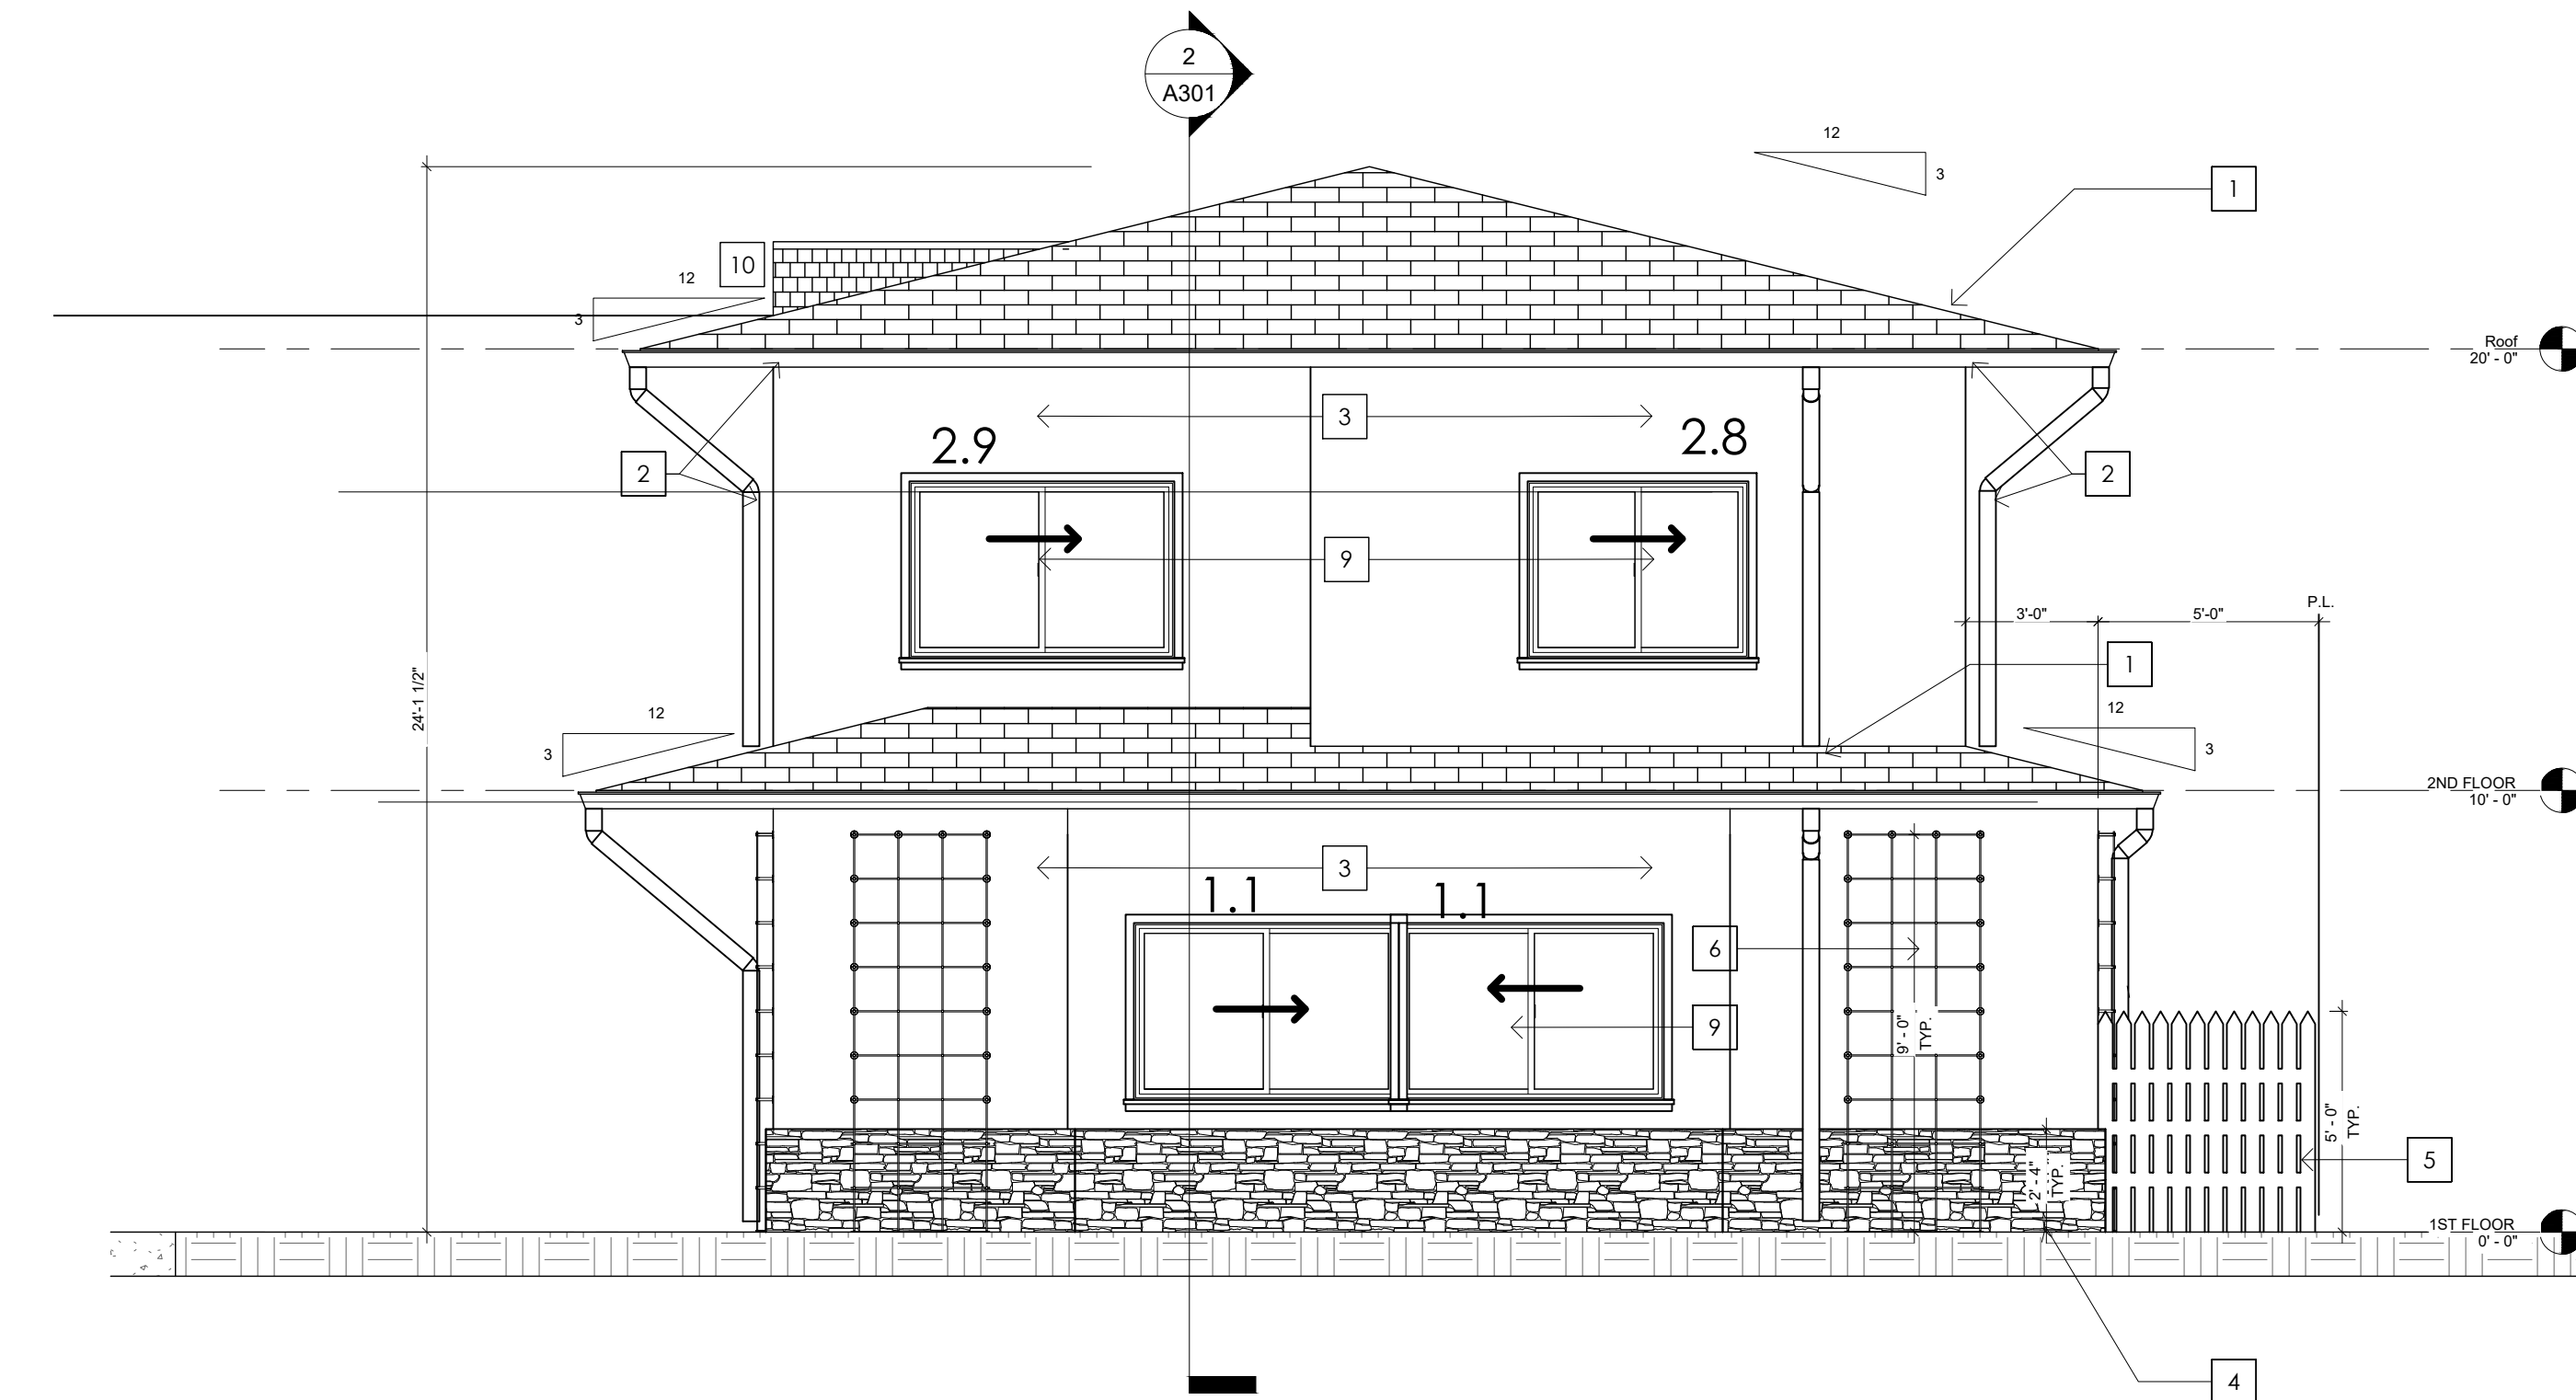 2
A301
12
3
1
10
12
3
Roof
20' - 0"
3
2.9
2.8
2
2
9
P.L.
3'-0"
5'-0"
1
24'-1 1/2"
12
3
12
3
2ND FLOOR
10' - 0"
3
1.1
1.1
6
9
9' - 0"
TYP.
5' - 0"
TYP.
5
2' - 4"
TYP.
1ST FLOOR
0' - 0"
4